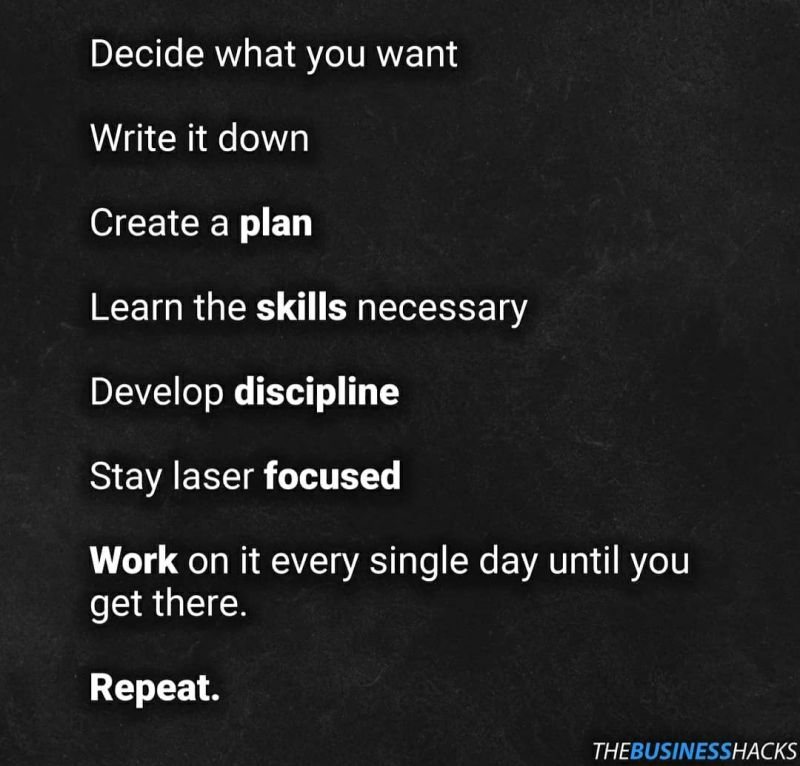 Decide what you want
Write it down
Create a plan
Learn the skills necessary
Develop discipline
Stay laser focused
Work on it every single day until you
get there.
Repeat.
THEBUSINESSHACKS